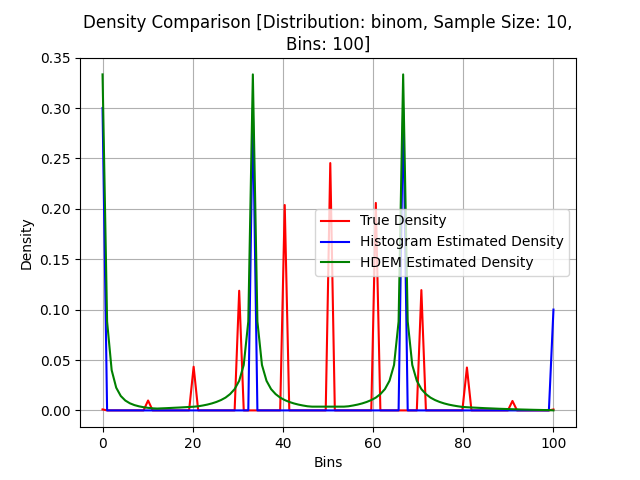 Density Comparison [Distribution: binom, Sample Size: 10,
Bins: 100]
0.35
0.30
0.25
0.20
0.15
0.10
0.05
0.00
Density
True Density
Histogram Estimated Density
HDEM Estimated Density
0 20 40 60 80 100
Bins